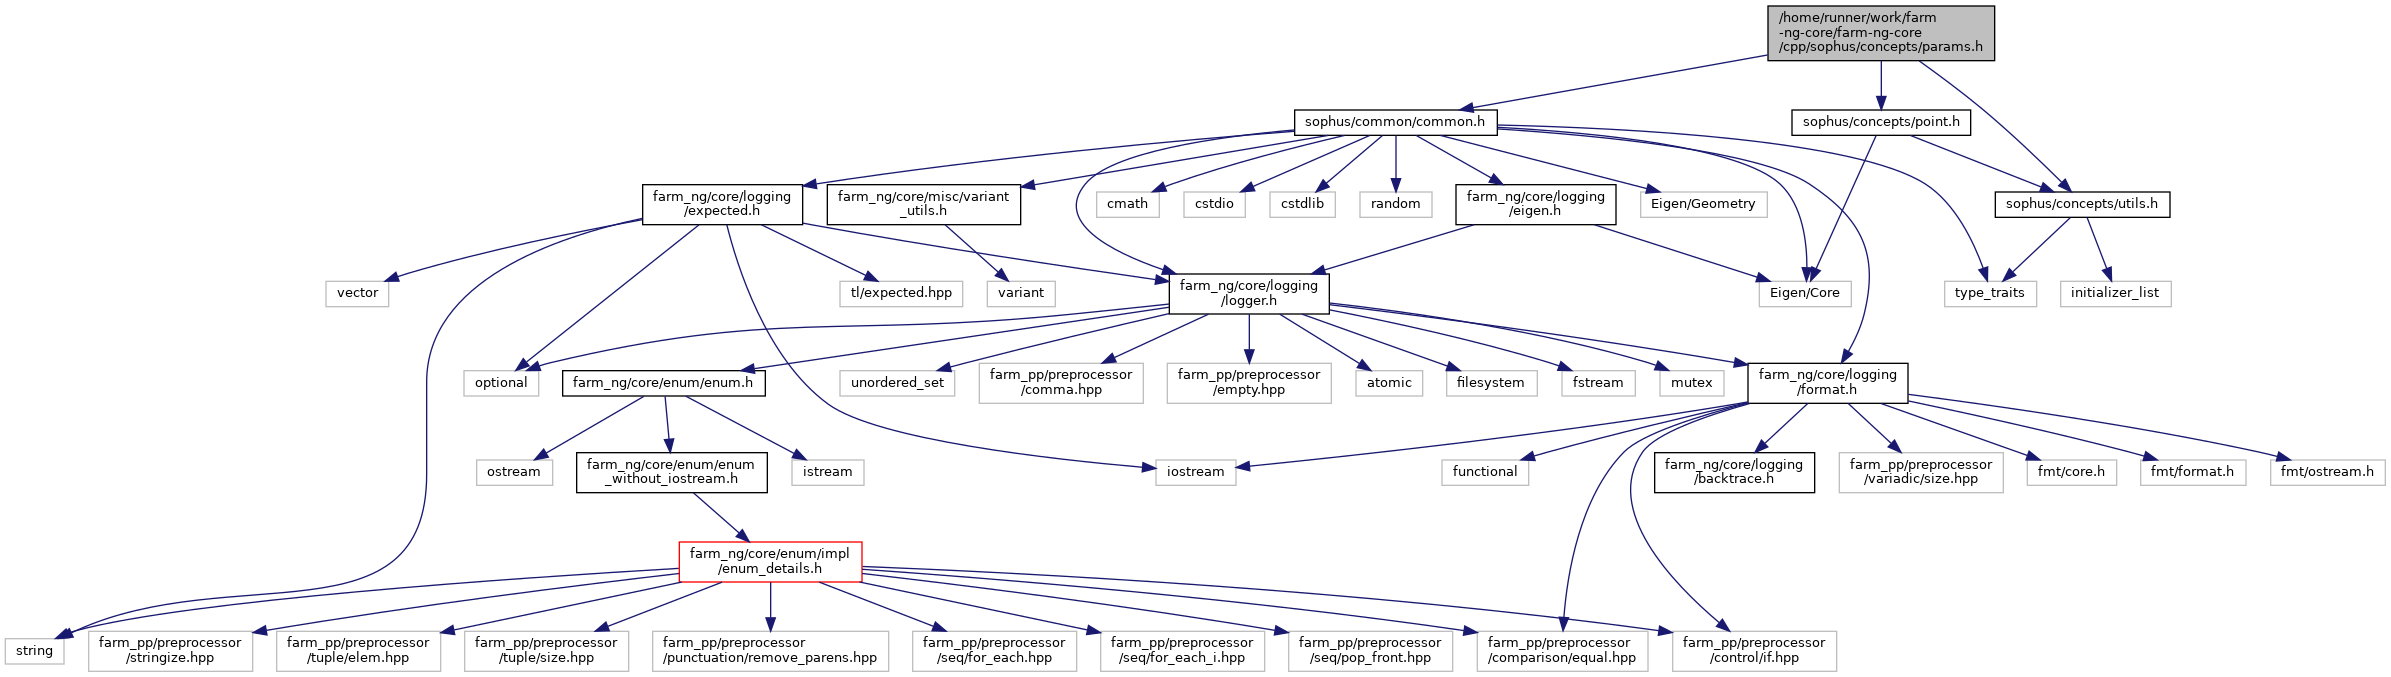 /home/runner/work/farm
-ng-core/farm-ng-core
/cpp/sophus/concepts/params.h
sophus/common/common.h
sophus/concepts/point.h
farm_ng/core/logging
/expected.h
farm_ng/core/misc/variant
_utils.h
cmath
cstdio
cstdlib
random
farm_ng/core/logging
/eigen.h
Eigen/Geometry
sophus/concepts/utils.h
vector
tl/expected.hpp
variant
farm_ng/core/logging
/logger.h
Eigen/Core
type_traits
initializer_list
optional
farm_ng/core/enum/enum.h
unordered_set
farm_pp/preprocessor
/comma.hpp
farm_pp/preprocessor
/empty.hpp
atomic
filesystem
fstream
mutex
farm_ng/core/logging
/format.h
ostream
farm_ng/core/enum/enum
_without_iostream.h
istream
iostream
functional
farm_ng/core/logging
/backtrace.h
farm_pp/preprocessor
/variadic/size.hpp
fmt/core.h
fmt/format.h
fmt/ostream.h
farm_ng/core/enum/impl
/enum_details.h
string
farm_pp/preprocessor
/stringize.hpp
farm_pp/preprocessor
/tuple/elem.hpp
farm_pp/preprocessor
/tuple/size.hpp
farm_pp/preprocessor
/punctuation/remove_parens.hpp
farm_pp/preprocessor
/seq/for_each.hpp
farm_pp/preprocessor
/seq/for_each_i.hpp
farm_pp/preprocessor
/seq/pop_front.hpp
farm_pp/preprocessor
/comparison/equal.hpp
farm_pp/preprocessor
/control/if.hpp